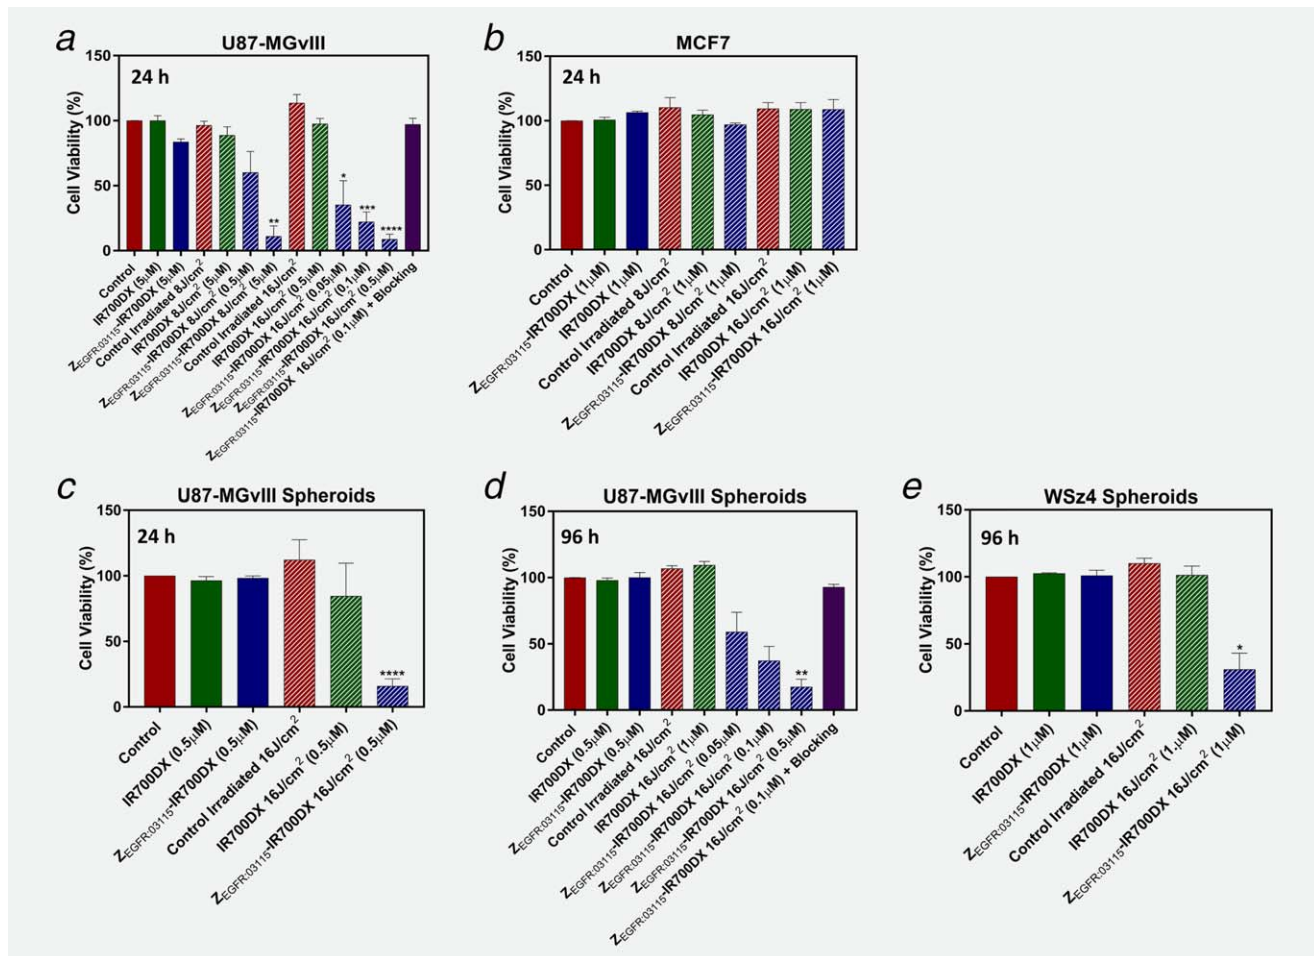 a
U87-MGvIII
150
100
50
0
Cell Viability (%)
24 h
*
**
***
****
Control
IR700DX (5μM)
ZEGFR:03115-IR700DX (5μM)
Control Irradiated 8J/cm²
IR700DX 8J/cm² (5μM)
ZEGFR:03115-IR700DX 8J/cm² (0.5μM)
ZEGFR:03115-IR700DX 8J/cm² (5μM)
Control Irradiated 16J/cm²
IR700DX 16J/cm² (0.5μM)
ZEGFR:03115-IR700DX 16J/cm² (0.05μM)
ZEGFR:03115-IR700DX 16J/cm² (0.1μM)
ZEGFR:03115-IR700DX 16J/cm² (0.5μM)
ZEGFR:03115-IR700DX 16J/cm² (0.1μM) + Blocking
b
MCF7
150
100
50
0
Cell Viability (%)
24 h
Control
ZEGFR:03115-IR700DX (1μM)
IR700DX (1μM)
Control Irradiated 8J/cm²
IR700DX 8J/cm² (1μM)
ZEGFR:03115-IR700DX 8J/cm² (1μM)
Control Irradiated 16J/cm²
IR700DX 16J/cm² (1μM)
ZEGFR:03115-IR700DX 16J/cm² (1μM)
c
U87-MGvIII Spheroids
150
100
50
0
Cell Viability (%)
24 h
****
Control
IR700DX (0.5μM)
ZEGFR:03115-IR700DX (0.5μM)
Control Irradiated 16J/cm²
IR700DX 16J/cm² (0.5μM)
ZEGFR:03115-IR700DX 16J/cm² (0.5μM)
d
U87-MGvIII Spheroids
150
100
50
0
Cell Viability (%)
96 h
**
Control
IR700DX (0.5μM)
ZEGFR:03115-IR700DX (0.5μM)
Control Irradiated 16J/cm²
IR700DX 16J/cm² (1μM)
ZEGFR:03115-IR700DX 16J/cm² (0.05μM)
ZEGFR:03115-IR700DX 16J/cm² (0.1μM)
ZEGFR:03115-IR700DX 16J/cm² (0.5μM)
ZEGFR:03115-IR700DX 16J/cm² (0.1μM) + Blocking
e
WSz4 Spheroids
150
100
50
0
Cell Viability (%)
96 h
*
Control
IR700DX (1μM)
ZEGFR:03115-IR700DX (1μM)
Control Irradiated 16J/cm²
IR700DX 16J/cm² (1.μM)
ZEGFR:03115-IR700DX 16J/cm² (1μM)